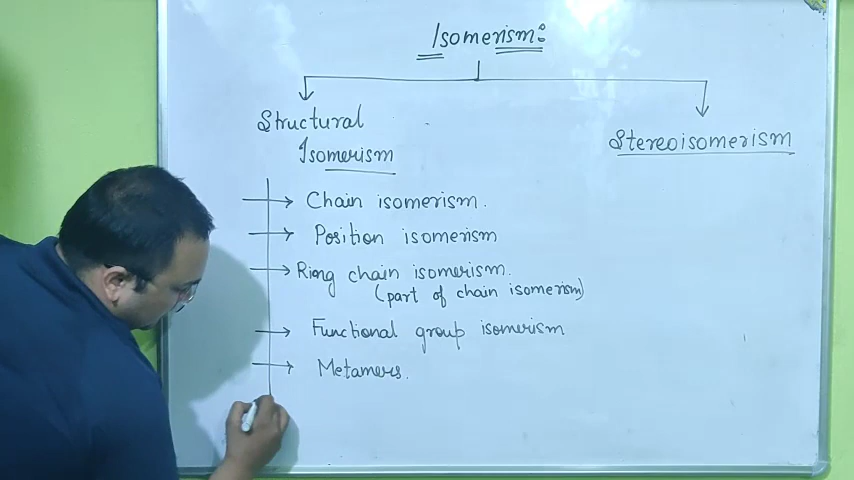 Isomerism:
Structural
Isomerism
Stereoisomerism
Chain isomerism.
Position isomerism
Ring chain isomerism.
(part of chain isomerism)
Functional group isomerism
Metamers.